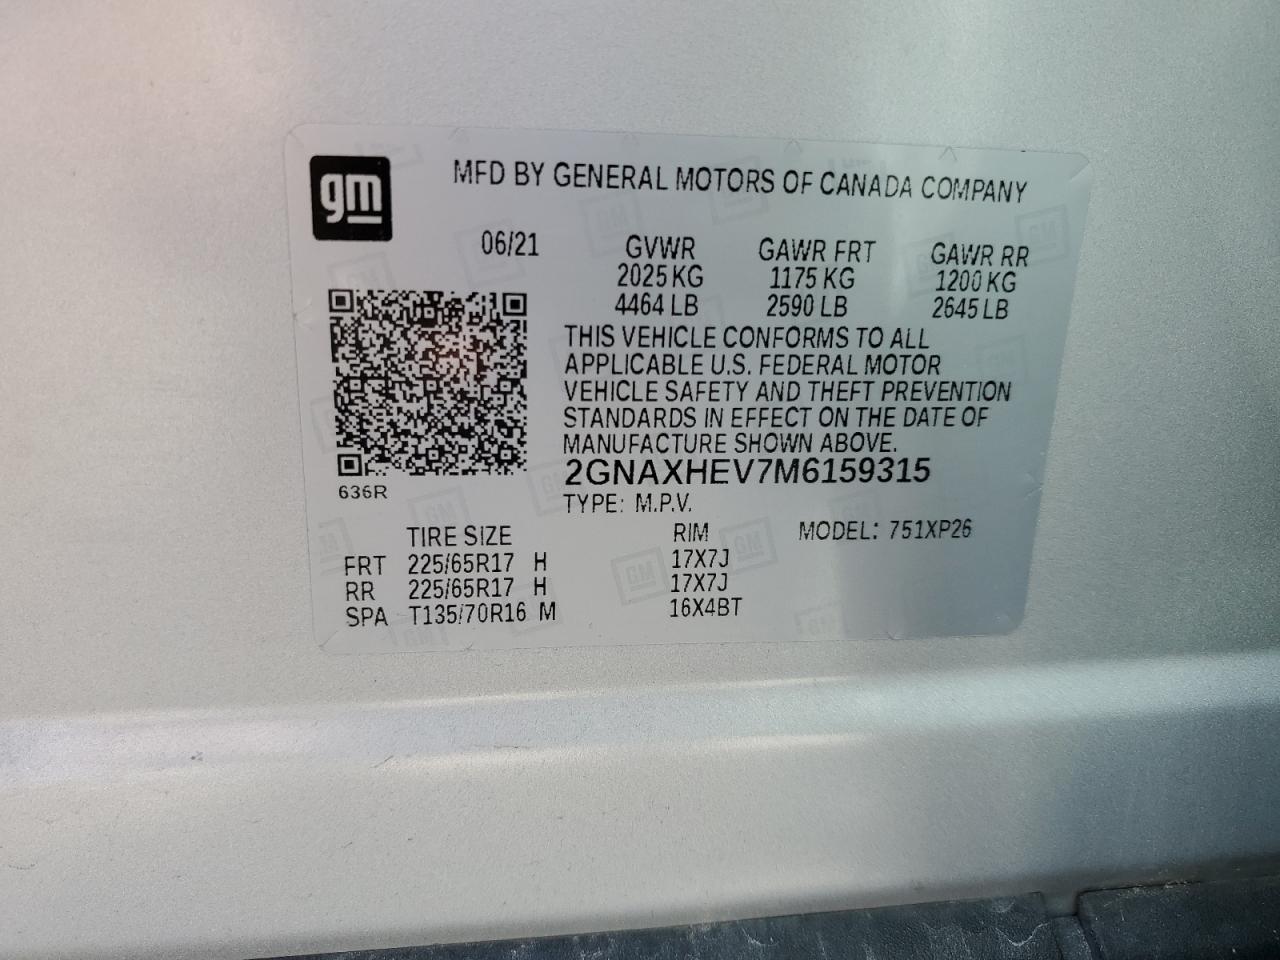 gm
MFD BY GENERAL MOTORS OF CANADA COMPANY
06/21 GVWR GAWR FRT GAWR RR
2025 KG 1175 KG 1200 KG
4464 LB 2590 LB 2645 LB
THIS VEHICLE CONFORMS TO ALL
APPLICABLE U.S. FEDERAL MOTOR
VEHICLE SAFETY AND THEFT PREVENTION
STANDARDS IN EFFECT ON THE DATE OF
MANUFACTURE SHOWN ABOVE.
2GNAXHEV7M6159315
636R
TYPE: M.P.V.
TIRE SIZE RIM MODEL: 751XP26
FRT 225/65R17 H 17X7J
RR 225/65R17 H 17X7J
SPA T135/70R16 M 16X4BT